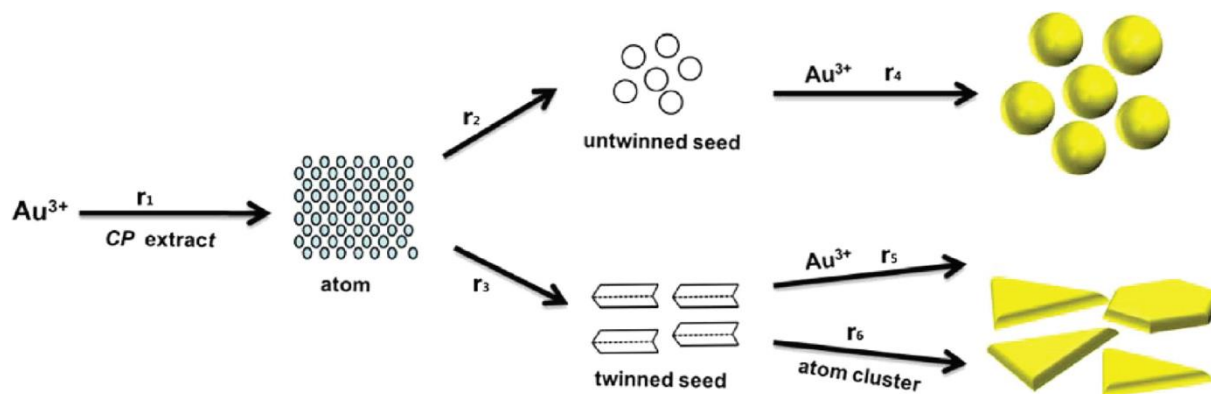 Au³⁺
r₁
CP extract
atom
r₂
r₃
untwinned seed
Au³⁺ r₄
twinned seed
Au³⁺ r₅
r₆
atom cluster